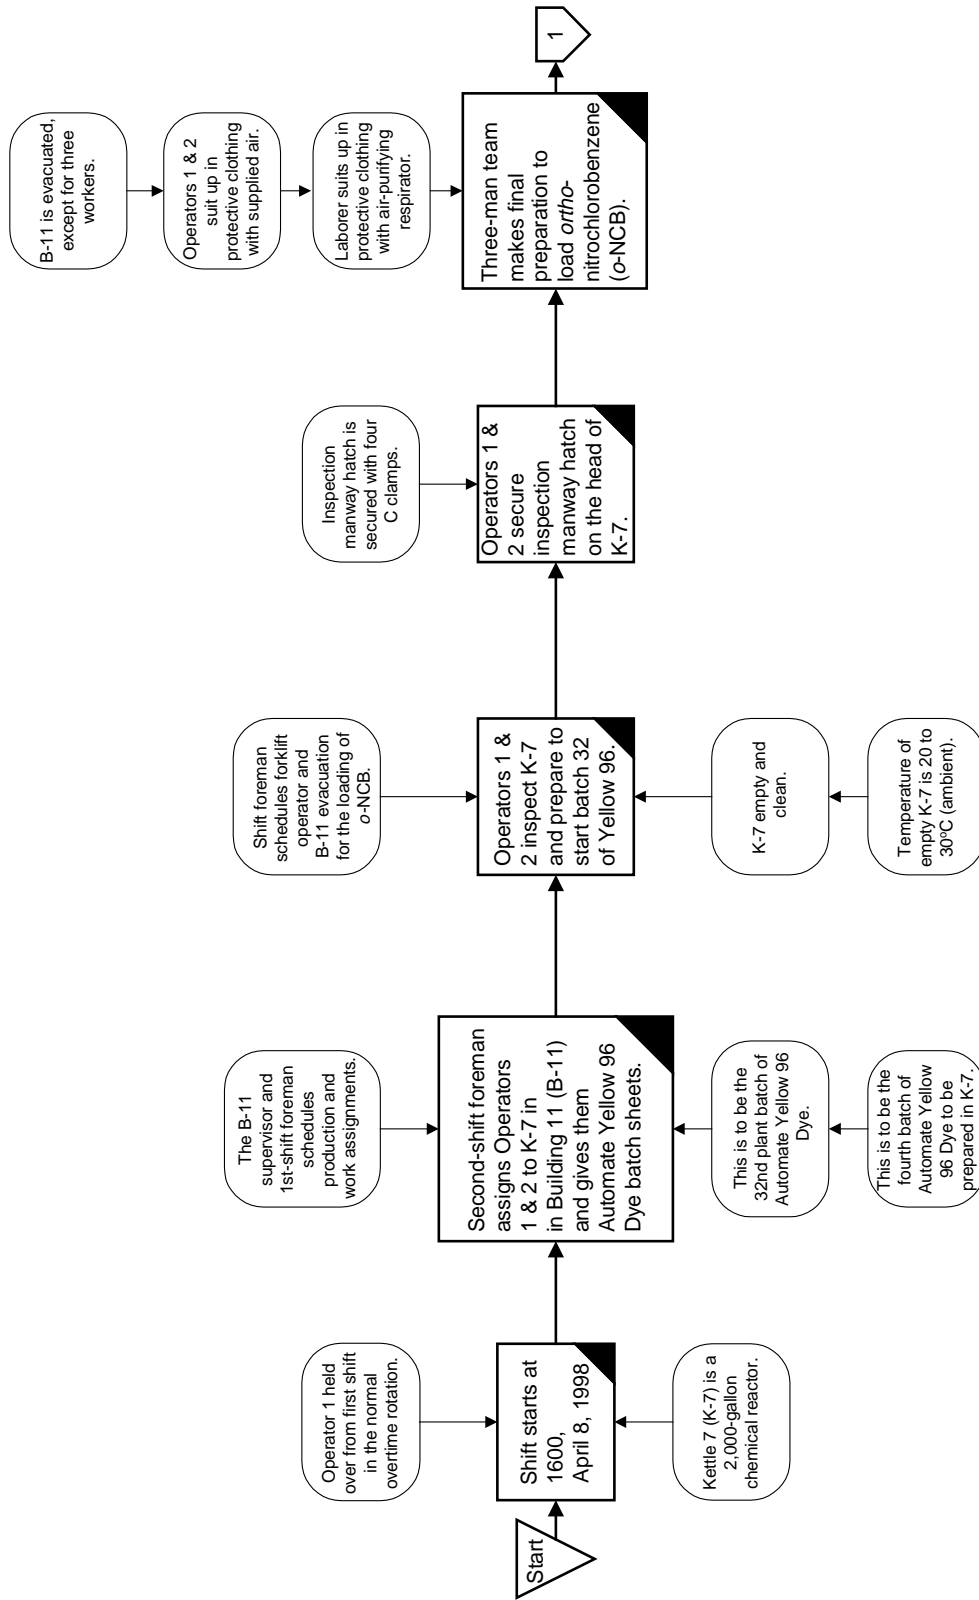 Start
Operator 1 held
over from first shift
in the normal
overtime rotation.
Shift starts at
1600,
April 8, 1998
Kettle 7 (K-7) is a
2,000-gallon
chemical reactor.
The B-11
supervisor and
1st-shift foreman
schedules
production and
work assignments.
Second-shift foreman
assigns Operators
1 & 2 to K-7 in
in Building 11 (B-11)
and gives them
Automate Yellow 96
Dye batch sheets.
This is to be the
32nd plant batch of
Automate Yellow 96
Dye.
This is to be the
fourth batch of
Automate Yellow
96 Dye to be
prepared in K-7.
Shift foreman
schedules forklift
operator and
B-11 evacuation
for the loading of
o-NCB.
Operators 1 &
2 inspect K-7
and prepare to
start batch 32
of Yellow 96.
K-7 empty and
clean.
Temperature of
empty K-7 is 20 to
30ºC (ambient).
Inspection
manway hatch is
secured with four
C clamps.
Operators 1 &
2 secure
inspection
manway hatch
on the head of
K-7.
B-11 is evacuated,
except for three
workers.
Operators 1 & 2
suit up in
protective clothing
with supplied air.
Laborer suits up in
protective clothing
with air-purifying
respirator.
Three-man team
makes final
preparation to
load ortho-
nitrochlorobenzene
(o-NCB).
1